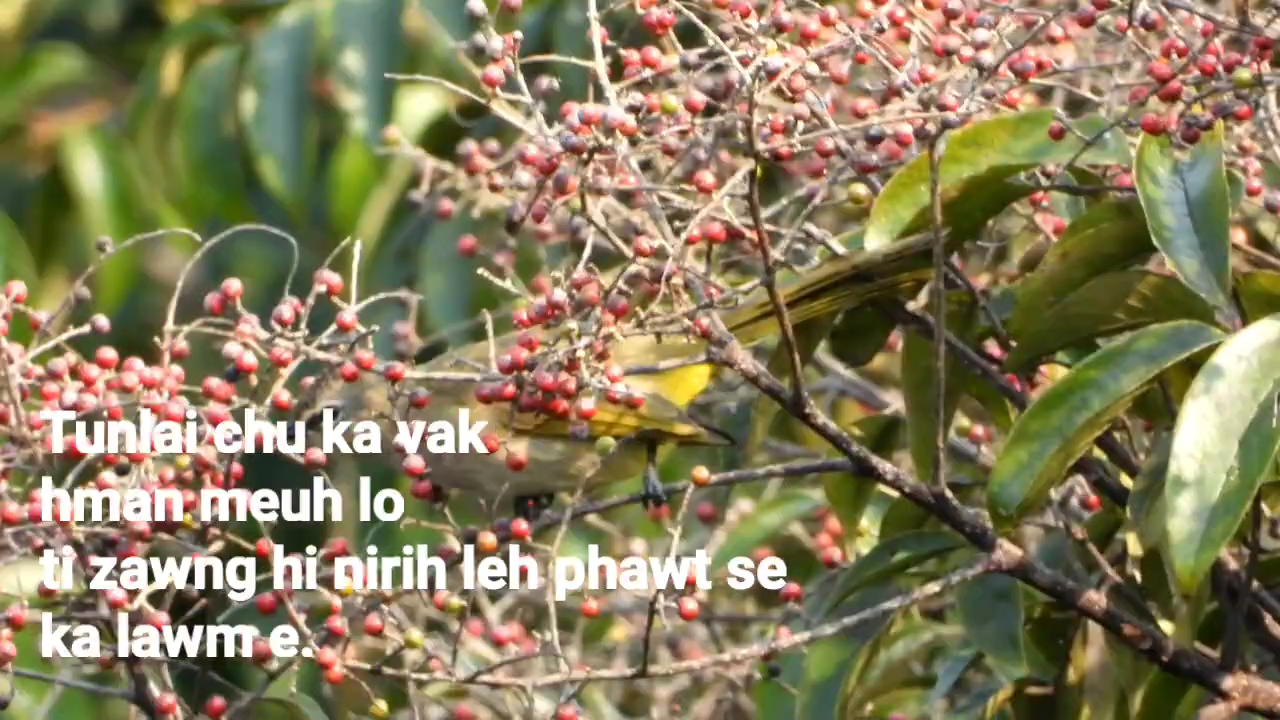 Tunlai chu ka vak
hman meuh lo
ti zawng hi nirih leh phawt se
ka lawm e.